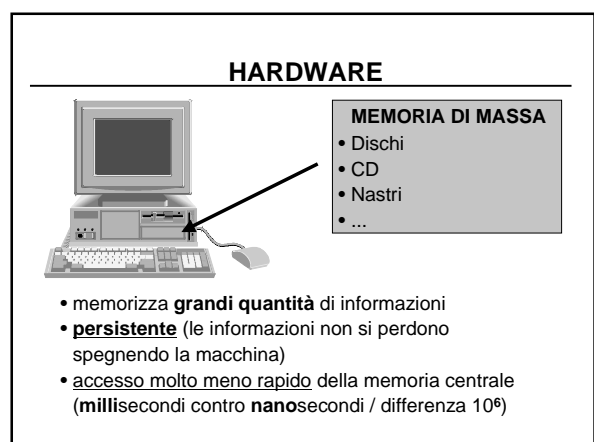 HARDWARE
MEMORIA DI MASSA
• Dischi
• CD
• Nastri
• ...
• memorizza grandi quantità di informazioni
• persistente (le informazioni non si perdono
spegnendo la macchina)
• accesso molto meno rapido della memoria centrale
(millisecondi contro nanosecondi / differenza 10⁶)